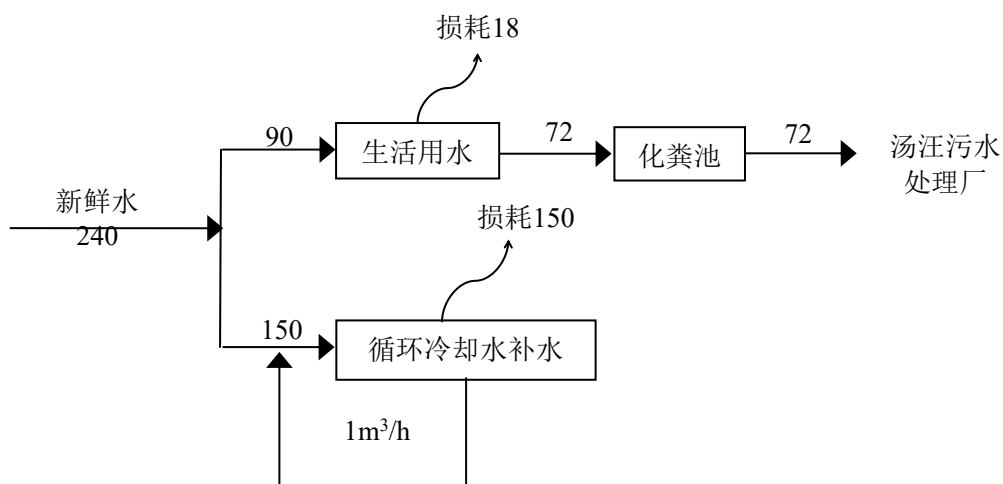 损耗18
90
生活用水
72
化粪池
72
汤汪污水
处理厂
新鲜水
240
损耗150
150
循环冷却水补水
1m³/h